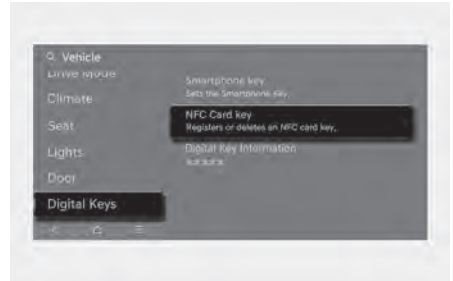 Vehicle
Drive Mode
Climate
Seat
Lights
Door
Digital Keys
Smartphone key
Sets the Smartphone key.
NFC Card key
Registers or deletes an NFC card key.
Digital Key Information
*****